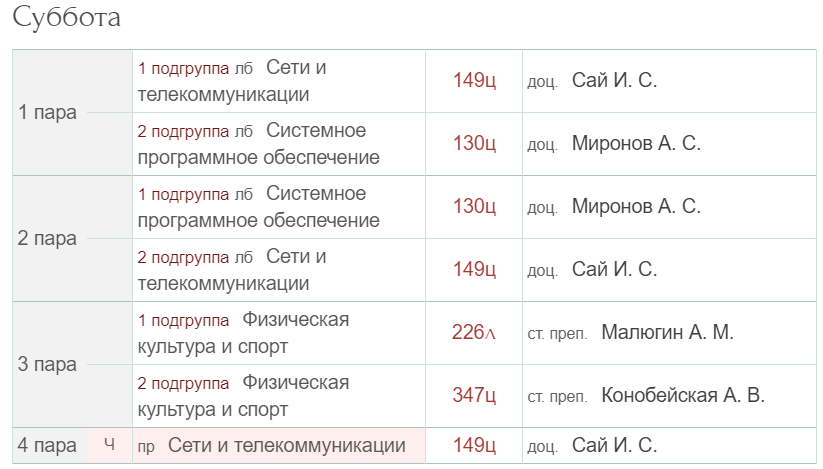 Суббота
1 пара
1 подгруппа лб Сети и
телекоммуникации
149ц
доц. Сай И. С.
2 подгруппа лб Системное
программное обеспечение
130ц
доц. Миронов А. С.
2 пара
1 подгруппа лб Системное
программное обеспечение
130ц
доц. Миронов А. С.
2 подгруппа лб Сети и
телекоммуникации
149ц
доц. Сай И. С.
3 пара
1 подгруппа Физическая
культура и спорт
226л
ст. преп. Малюгин А. М.
2 подгруппа Физическая
культура и спорт
347ц
ст. преп. Конобейская А. В.
4 пара Ч пр Сети и телекоммуникации 149ц доц. Сай И. С.